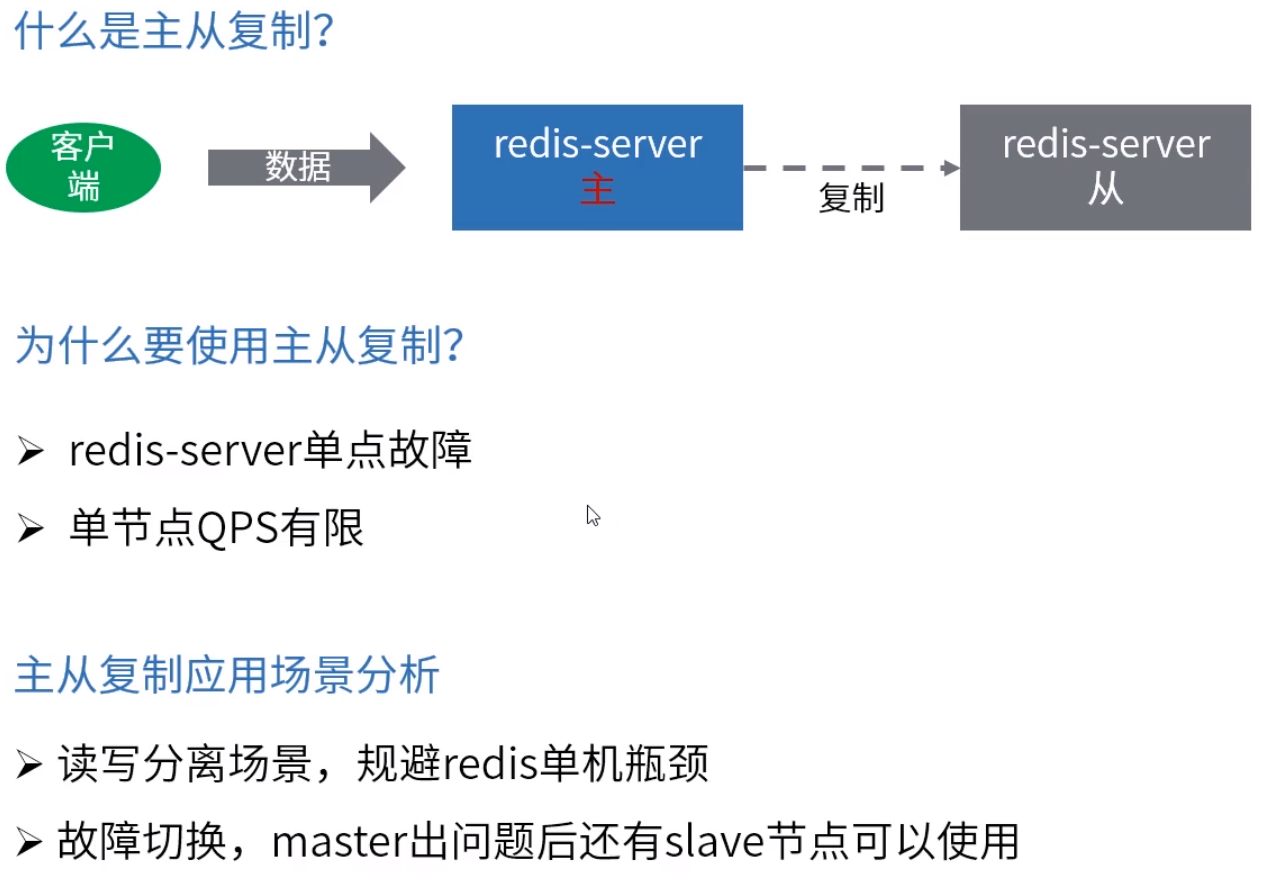 什么是主从复制？
客户
端
数据
redis-server
主
复制
redis-server
从
为什么要使用主从复制？
redis-server单点故障
单节点QPS有限
主从复制应用场景分析
读写分离场景，规避redis单机瓶颈
故障切换，master出问题后还有slave节点可以使用